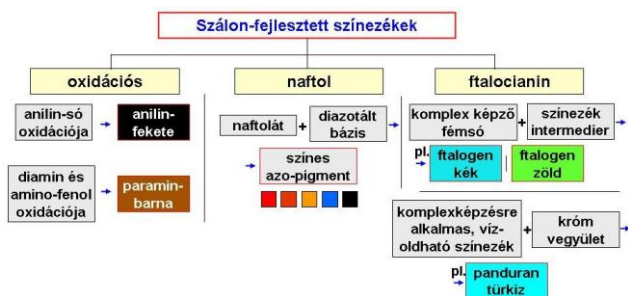 Szálon-fejlesztett színezékek
oxidációs
anilin-só
oxidációja
anilin-
fekete
diamin és
amino-fenol
oxidációja
paramin-
barna
naftol
naftolát
+
diazotált
bázis
színes
azo-pigment
ftalocianin
komplex képző
fémsó
+
színezék
intermedier
pl.
ftalogen
kék
ftalogen
zöld
komplexképzésre
alkalmas, víz-
oldható színezék
+
króm
vegyület
pl.
panduran
türkiz